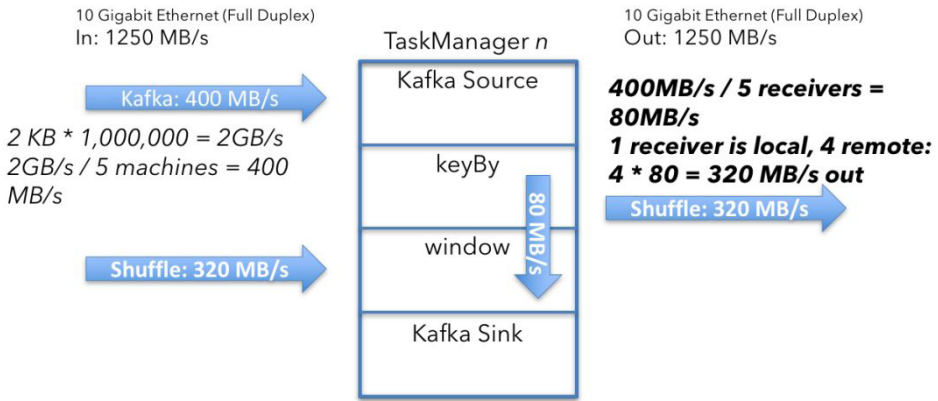 10 Gigabit Ethernet (Full Duplex)
In: 1250 MB/s
Kafka: 400 MB/s
2 KB * 1,000,000 = 2GB/s
2GB/s / 5 machines = 400
MB/s
Shuffle: 320 MB/s
TaskManager n
Kafka Source
keyBy
80 MB/s
window
Kafka Sink
10 Gigabit Ethernet (Full Duplex)
Out: 1250 MB/s
400MB/s / 5 receivers =
80MB/s
1 receiver is local, 4 remote:
4 * 80 = 320 MB/s out
Shuffle: 320 MB/s